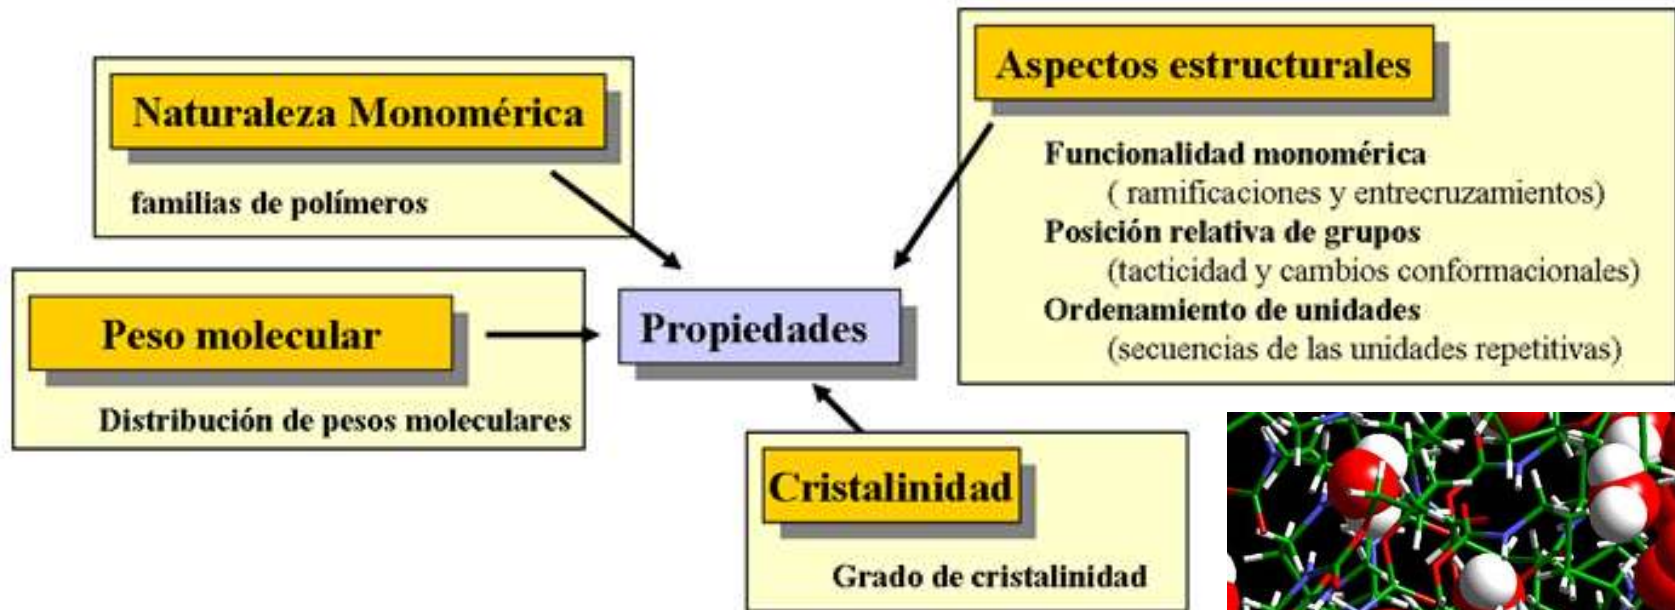 Naturaleza Monomérica
familias de polímeros
Peso molecular
Distribución de pesos moleculares
Propiedades
Aspectos estructurales
Funcionalidad monomérica
( ramificaciones y entrecruzamientos)
Posición relativa de grupos
(tacticidad y cambios conformacionales)
Ordenamiento de unidades
(secuencias de las unidades repetitivas)
Cristalinidad
Grado de cristalinidad